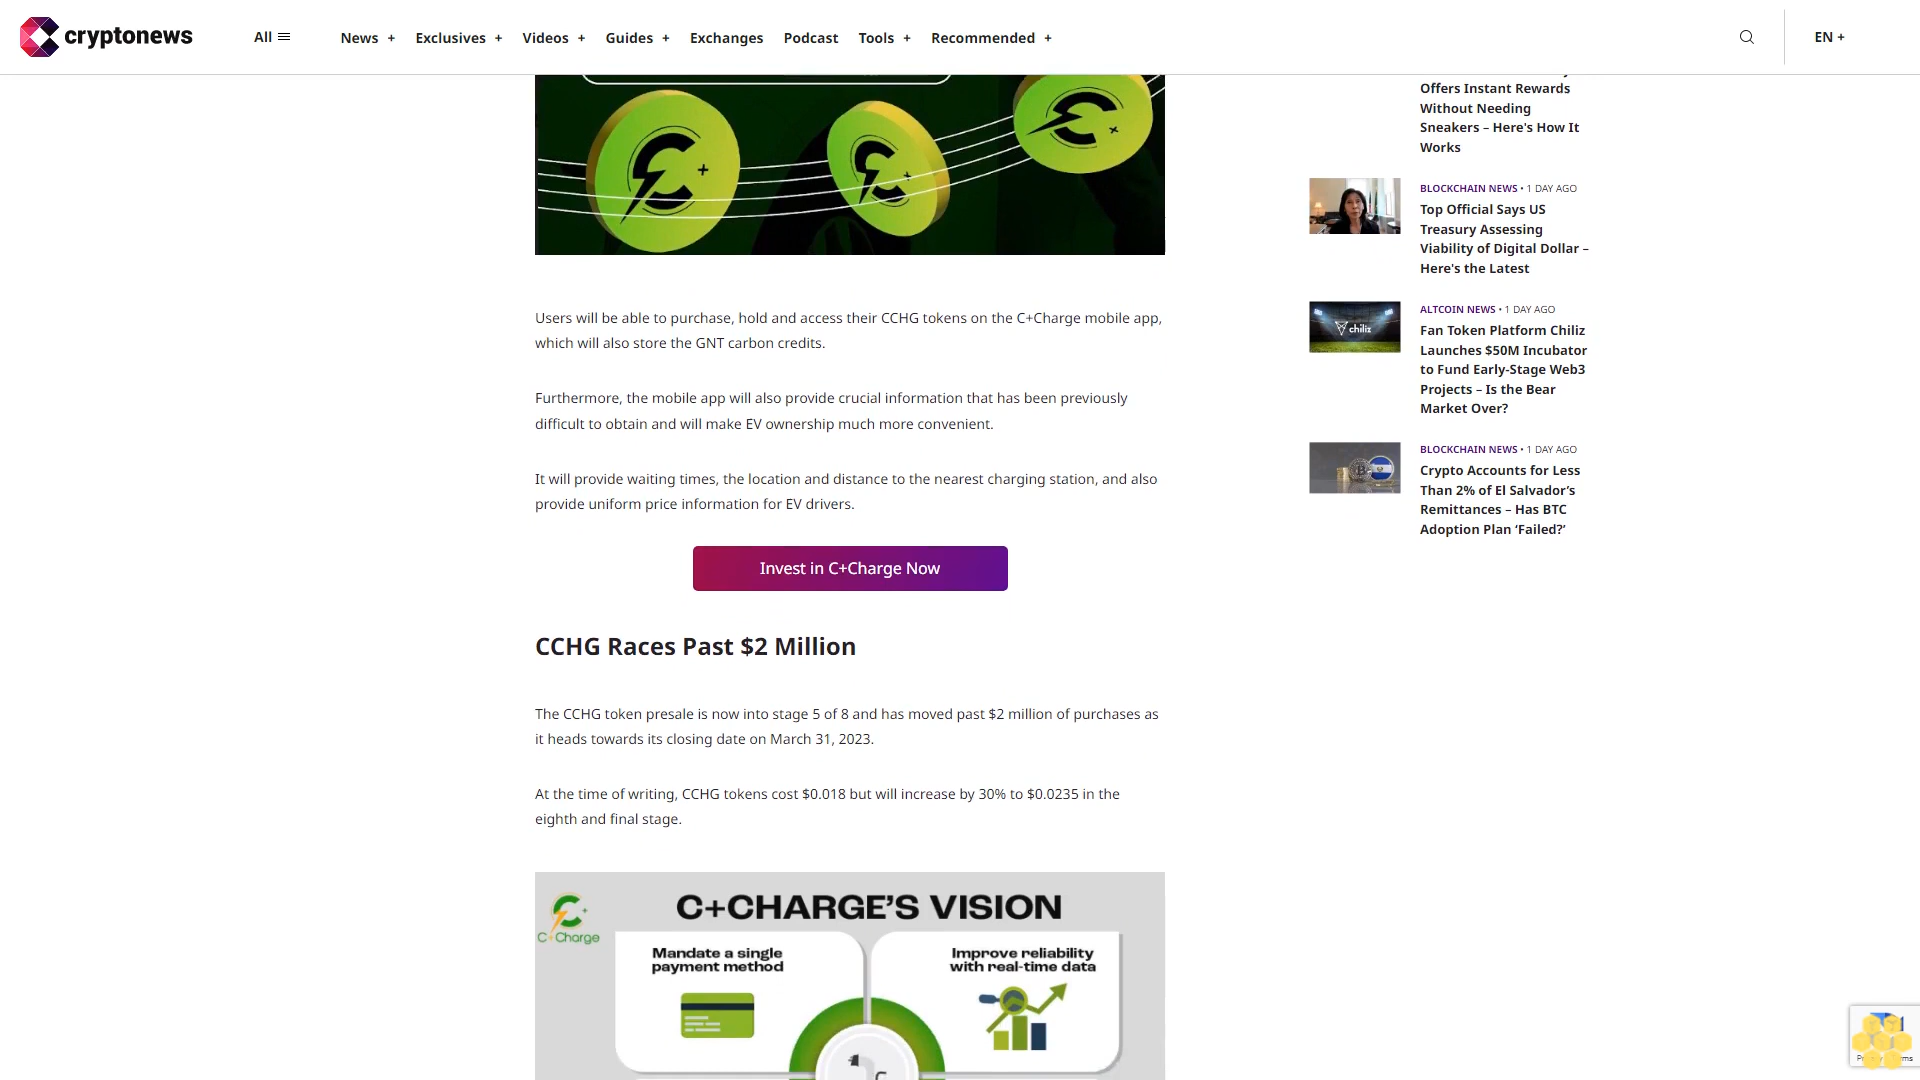 cryptonews
All
News +
Exclusives +
Videos +
Guides +
Exchanges
Podcast
Tools +
Recommended +
EN +
Users will be able to purchase, hold and access their CCHG tokens on the C+Charge mobile app,
which will also store the GNT carbon credits.
Furthermore, the mobile app will also provide crucial information that has been previously
difficult to obtain and will make EV ownership much more convenient.
It will provide waiting times, the location and distance to the nearest charging station, and also
provide uniform price information for EV drivers.
Invest in C+Charge Now
CCHG Races Past $2 Million
The CCHG token presale is now into stage 5 of 8 and has moved past $2 million of purchases as
it heads towards its closing date on March 31, 2023.
At the time of writing, CCHG tokens cost $0.018 but will increase by 30% to $0.0235 in the
eighth and final stage.
C+CHARGE'S VISION
C+Charge
Mandate a single
payment method
Improve reliability
with real-time data
Offers Instant Rewards
Without Needing
Sneakers – Here's How It
Works
BLOCKCHAIN NEWS • 1 DAY AGO
Top Official Says US
Treasury Assessing
Viability of Digital Dollar –
Here's the Latest
chiliz
ALTCOIN NEWS • 1 DAY AGO
Fan Token Platform Chiliz
Launches $50M Incubator
to Fund Early-Stage Web3
Projects – Is the Bear
Market Over?
BLOCKCHAIN NEWS • 1 DAY AGO
Crypto Accounts for Less
Than 2% of El Salvador’s
Remittances – Has BTC
Adoption Plan ‘Failed?’